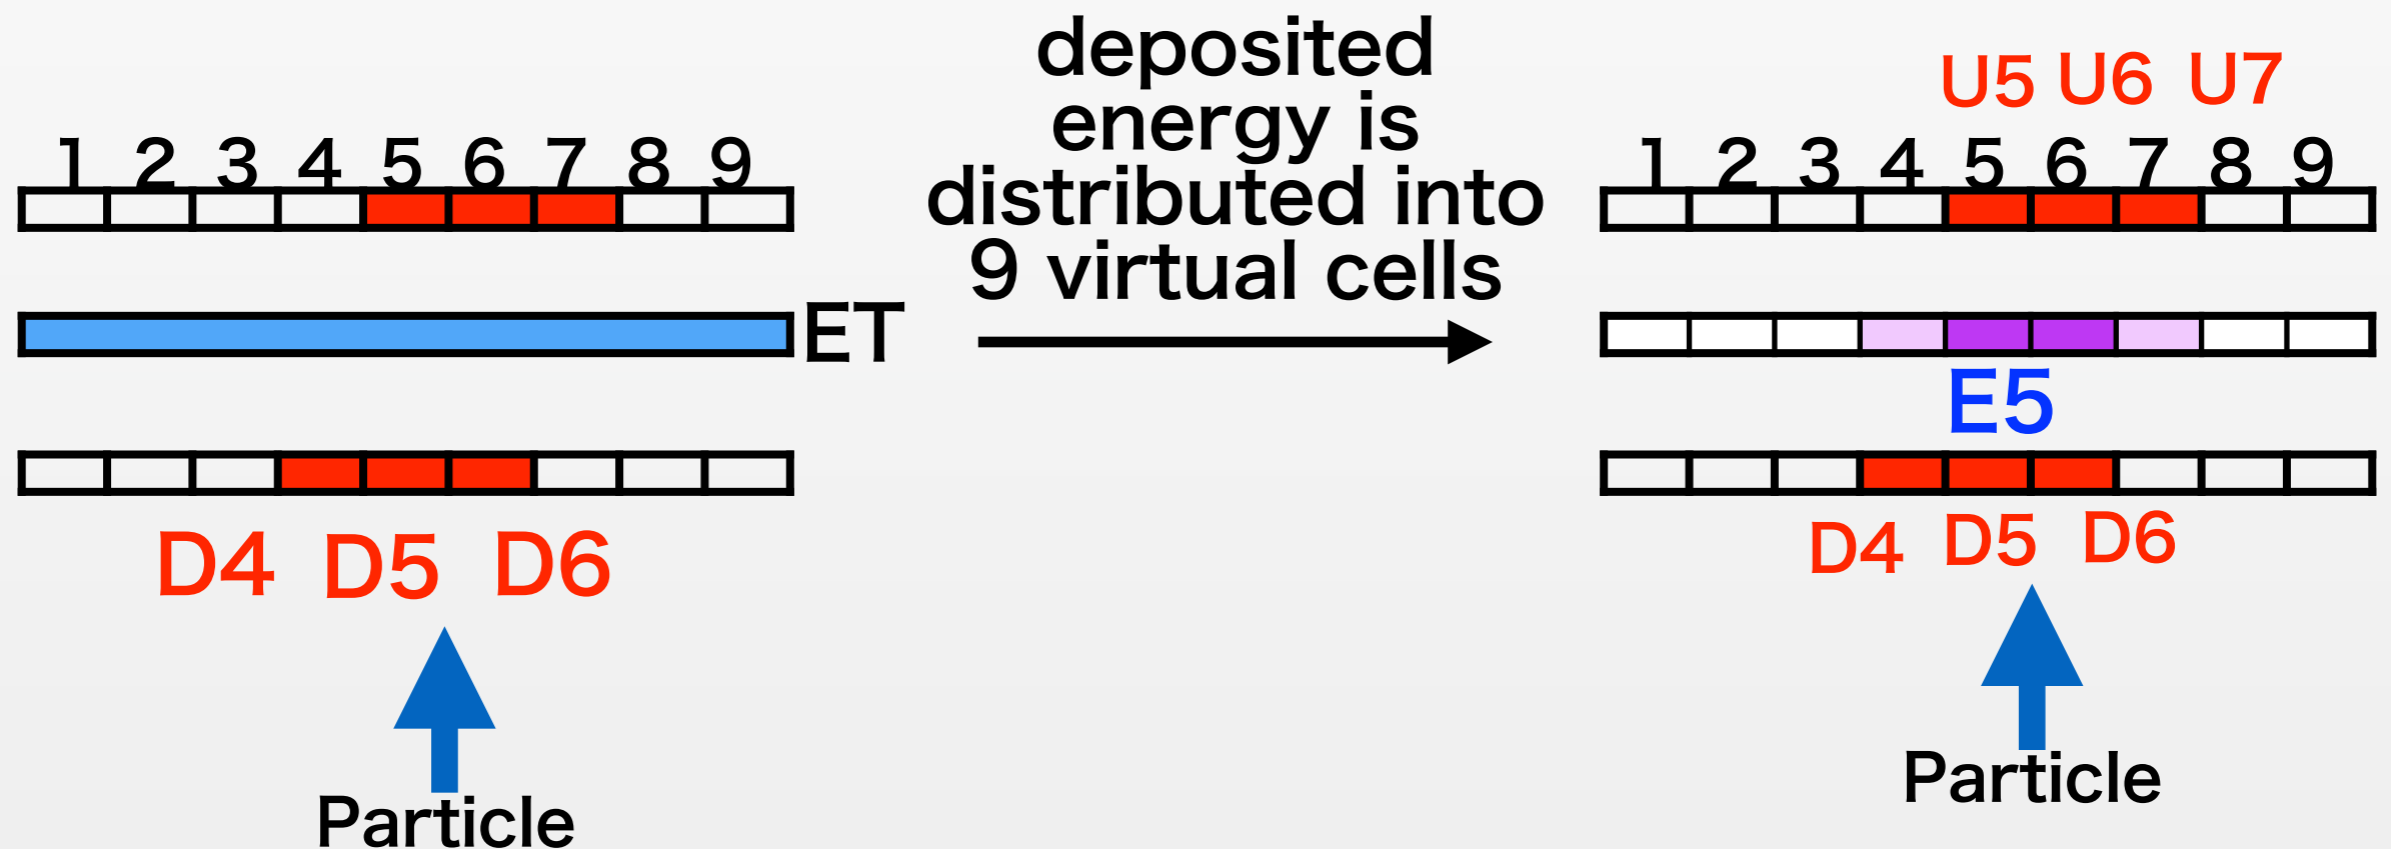 1 2 3 4 5 6 7 8 9
ET
D4 D5 D6
Particle
deposited
energy is
distributed into
9 virtual cells
U5 U6 U7
1 2 3 4 5 6 7 8 9
E5
D4 D5 D6
Particle